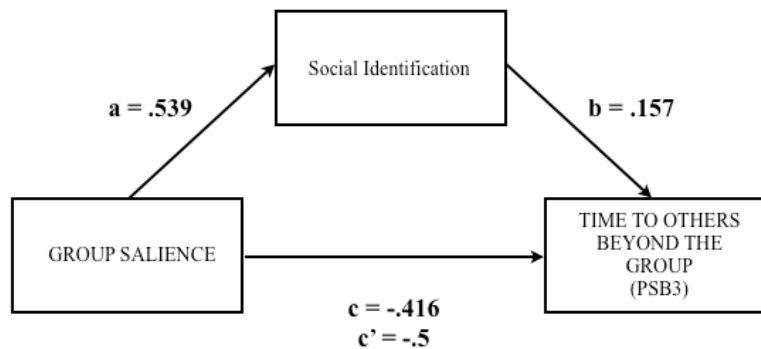 Social Identification
a = .539
b = .157
GROUP SALIENCE
TIME TO OTHERS
BEYOND THE
GROUP
(PSB3)
c = -.416
c’ = -.5